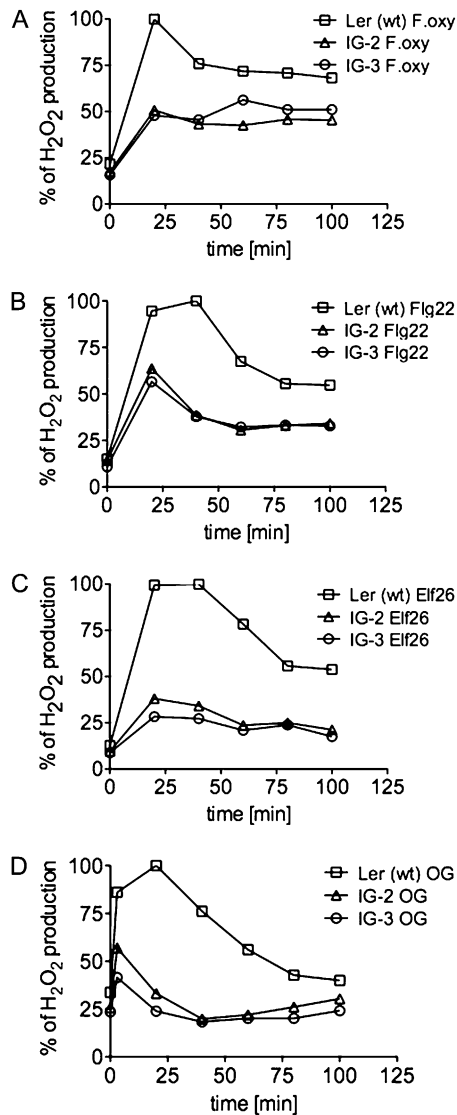 A
% of H2O2 production
100
75
50
25
0
0 25 50 75 100 125
time [min]
Ler (wt) F.oxy
IG-2 F.oxy
IG-3 F.oxy
B
% of H2O2 production
100
75
50
25
0
0 25 50 75 100 125
time [min]
Ler (wt) Flg22
IG-2 Flg22
IG-3 Flg22
C
% of H2O2 production
100
75
50
25
0
0 25 50 75 100 125
time [min]
Ler (wt) Elf26
IG-2 Elf26
IG-3 Elf26
D
% of H2O2 production
100
75
50
25
0
0 25 50 75 100 125
time [min]
Ler (wt) OG
IG-2 OG
IG-3 OG